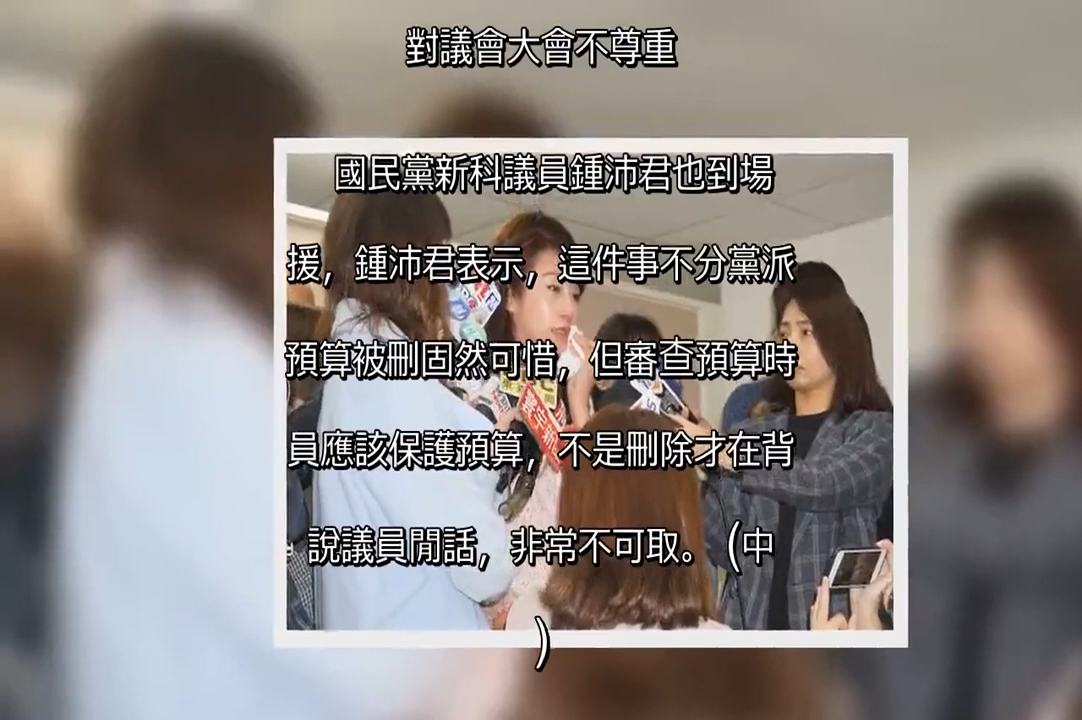 對議會大會不尊重
國民黨新科議員鍾沛君也到場
援，鍾沛君表示，這件事不分黨派
預算被刪固然可惜，但審查預算時
員應該保護預算，不是刪除才在背
說議員閒話，非常不可取。（中
）